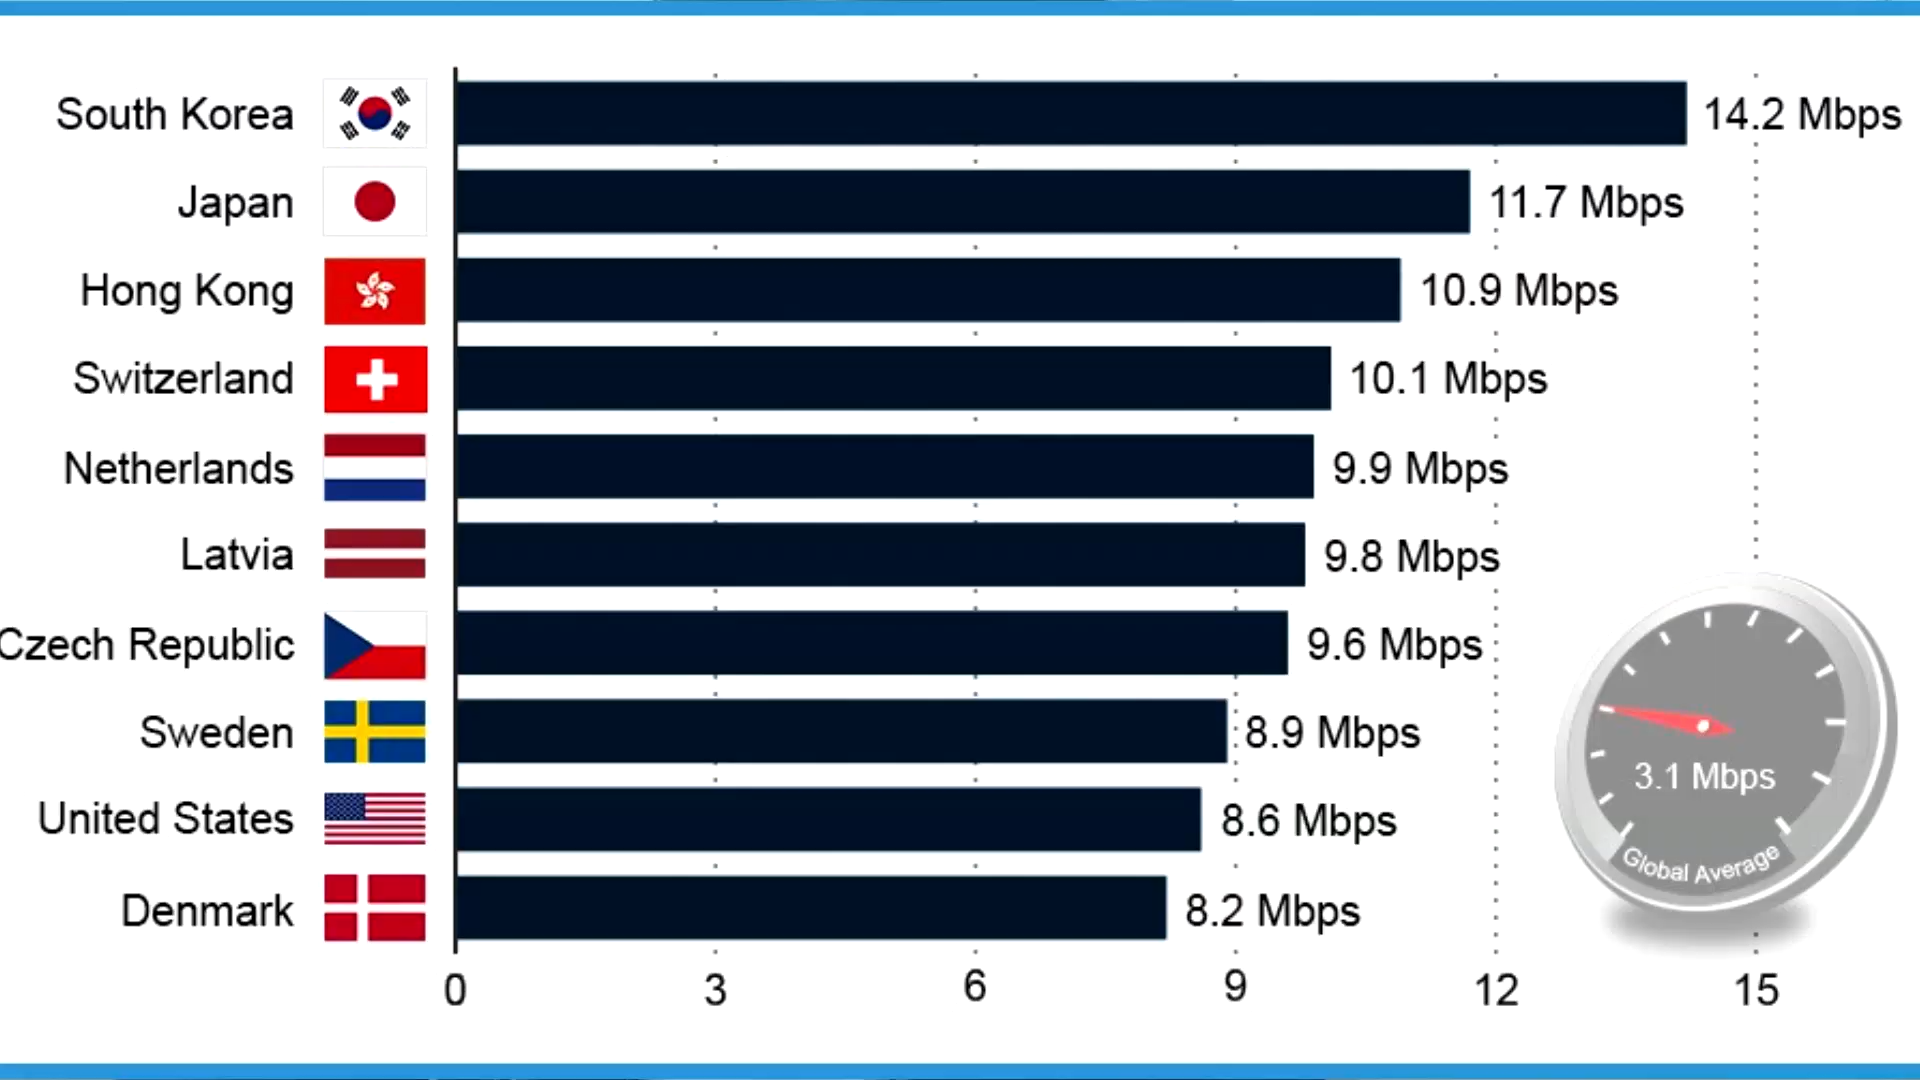 South Korea 14.2 Mbps
Japan 11.7 Mbps
Hong Kong 10.9 Mbps
Switzerland 10.1 Mbps
Netherlands 9.9 Mbps
Latvia 9.8 Mbps
Czech Republic 9.6 Mbps
Sweden 8.9 Mbps
United States 8.6 Mbps
Denmark 8.2 Mbps
0 3 6 9 12 15
3.1 Mbps
Global Average